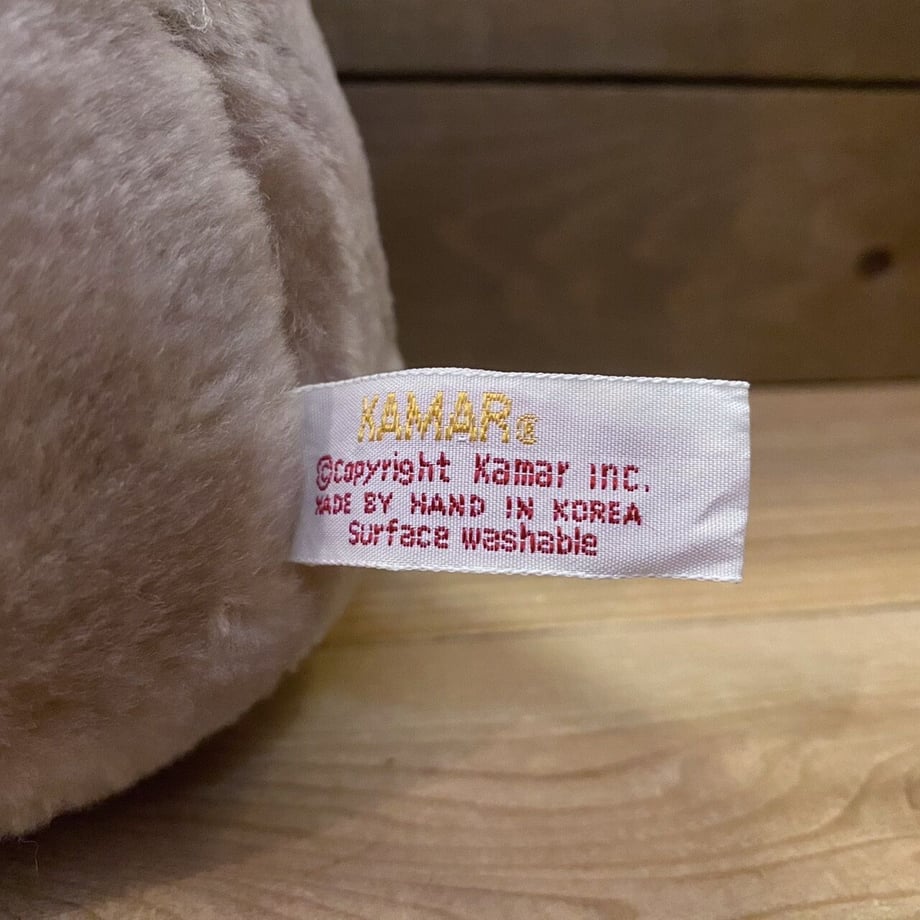 KAMAR®
©Copyright Kamar inc.
MADE BY HAND IN KOREA
Surface washable